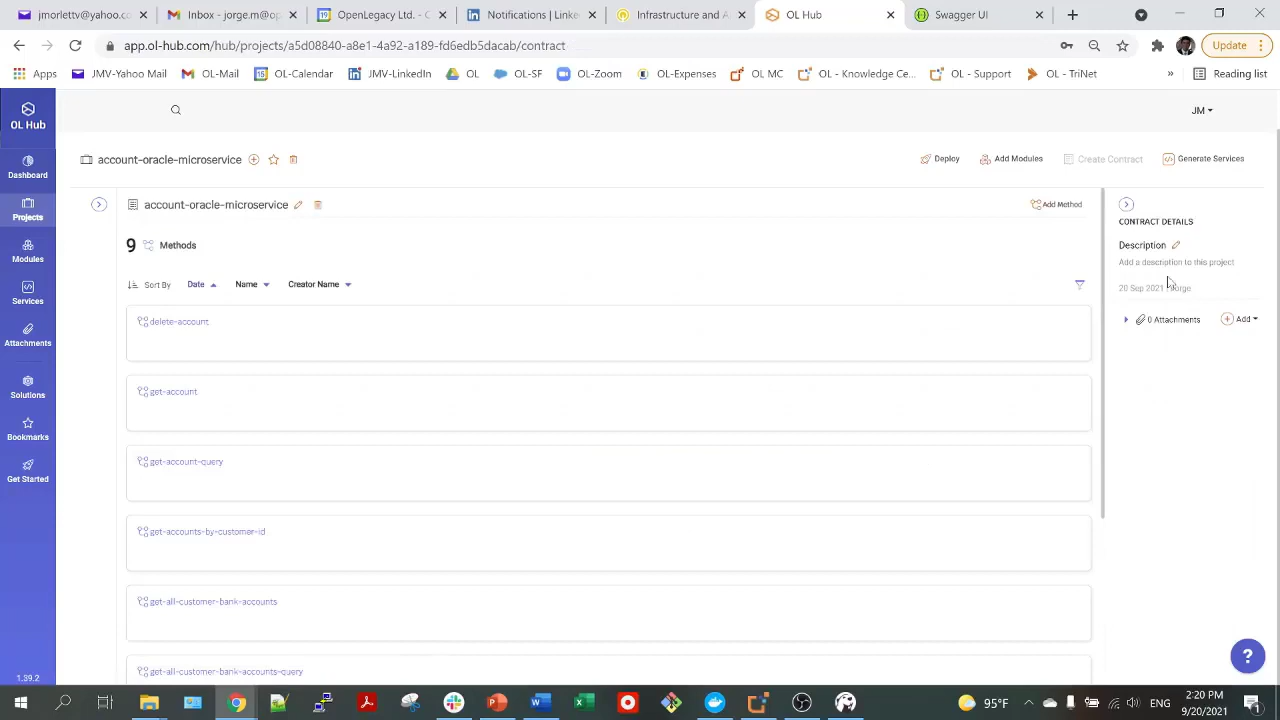 jmorietv@yahoo.c
M Inbox (4) - jorge.m@op
OpenLegacy Ltd. - C
Notifications | Linke
Infrastructure and A
OL Hub
Swagger UI
app.ol-hub.com/hub/projects/a5d08840-a8e1-4a92-a189-fd6edb5dacab/contract
Update
Apps
JMV-Yahoo Mail
OL-Mail
OL-Calendar
JMV-LinkedIn
OL
OL-SF
OL-Zoom
OL-Expenses
OL MC
OL - Knowledge Ce...
OL - Support
OL - TriNet
»
Reading list
OL Hub
JM
account-oracle-microservice
Deploy
Add Modules
Create Contract
Generate Services
Dashboard
Projects
Modules
Services
Attachments
Solutions
Bookmarks
Get Started
1.39.2
account-oracle-microservice
Add Method
9 Methods
Sort By
Date
Name
Creator Name
delete-account
get-account
get-account-query
get-accounts-by-customer-id
get-all-customer-bank-accounts
get-all-customer-bank-accounts-query
CONTRACT DETAILS
Description
Add a description to this project
20 Sep 2021
0 Attachments
Add
?
95°F
ENG
2:20 PM
9/20/2021